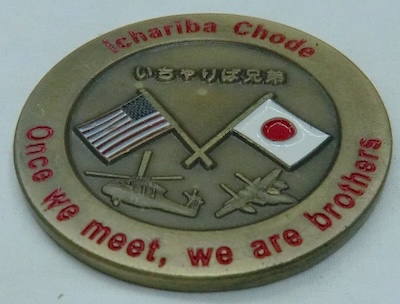 Ichariba Chode
いちゃりば兄弟
Once we meet, we are brothers